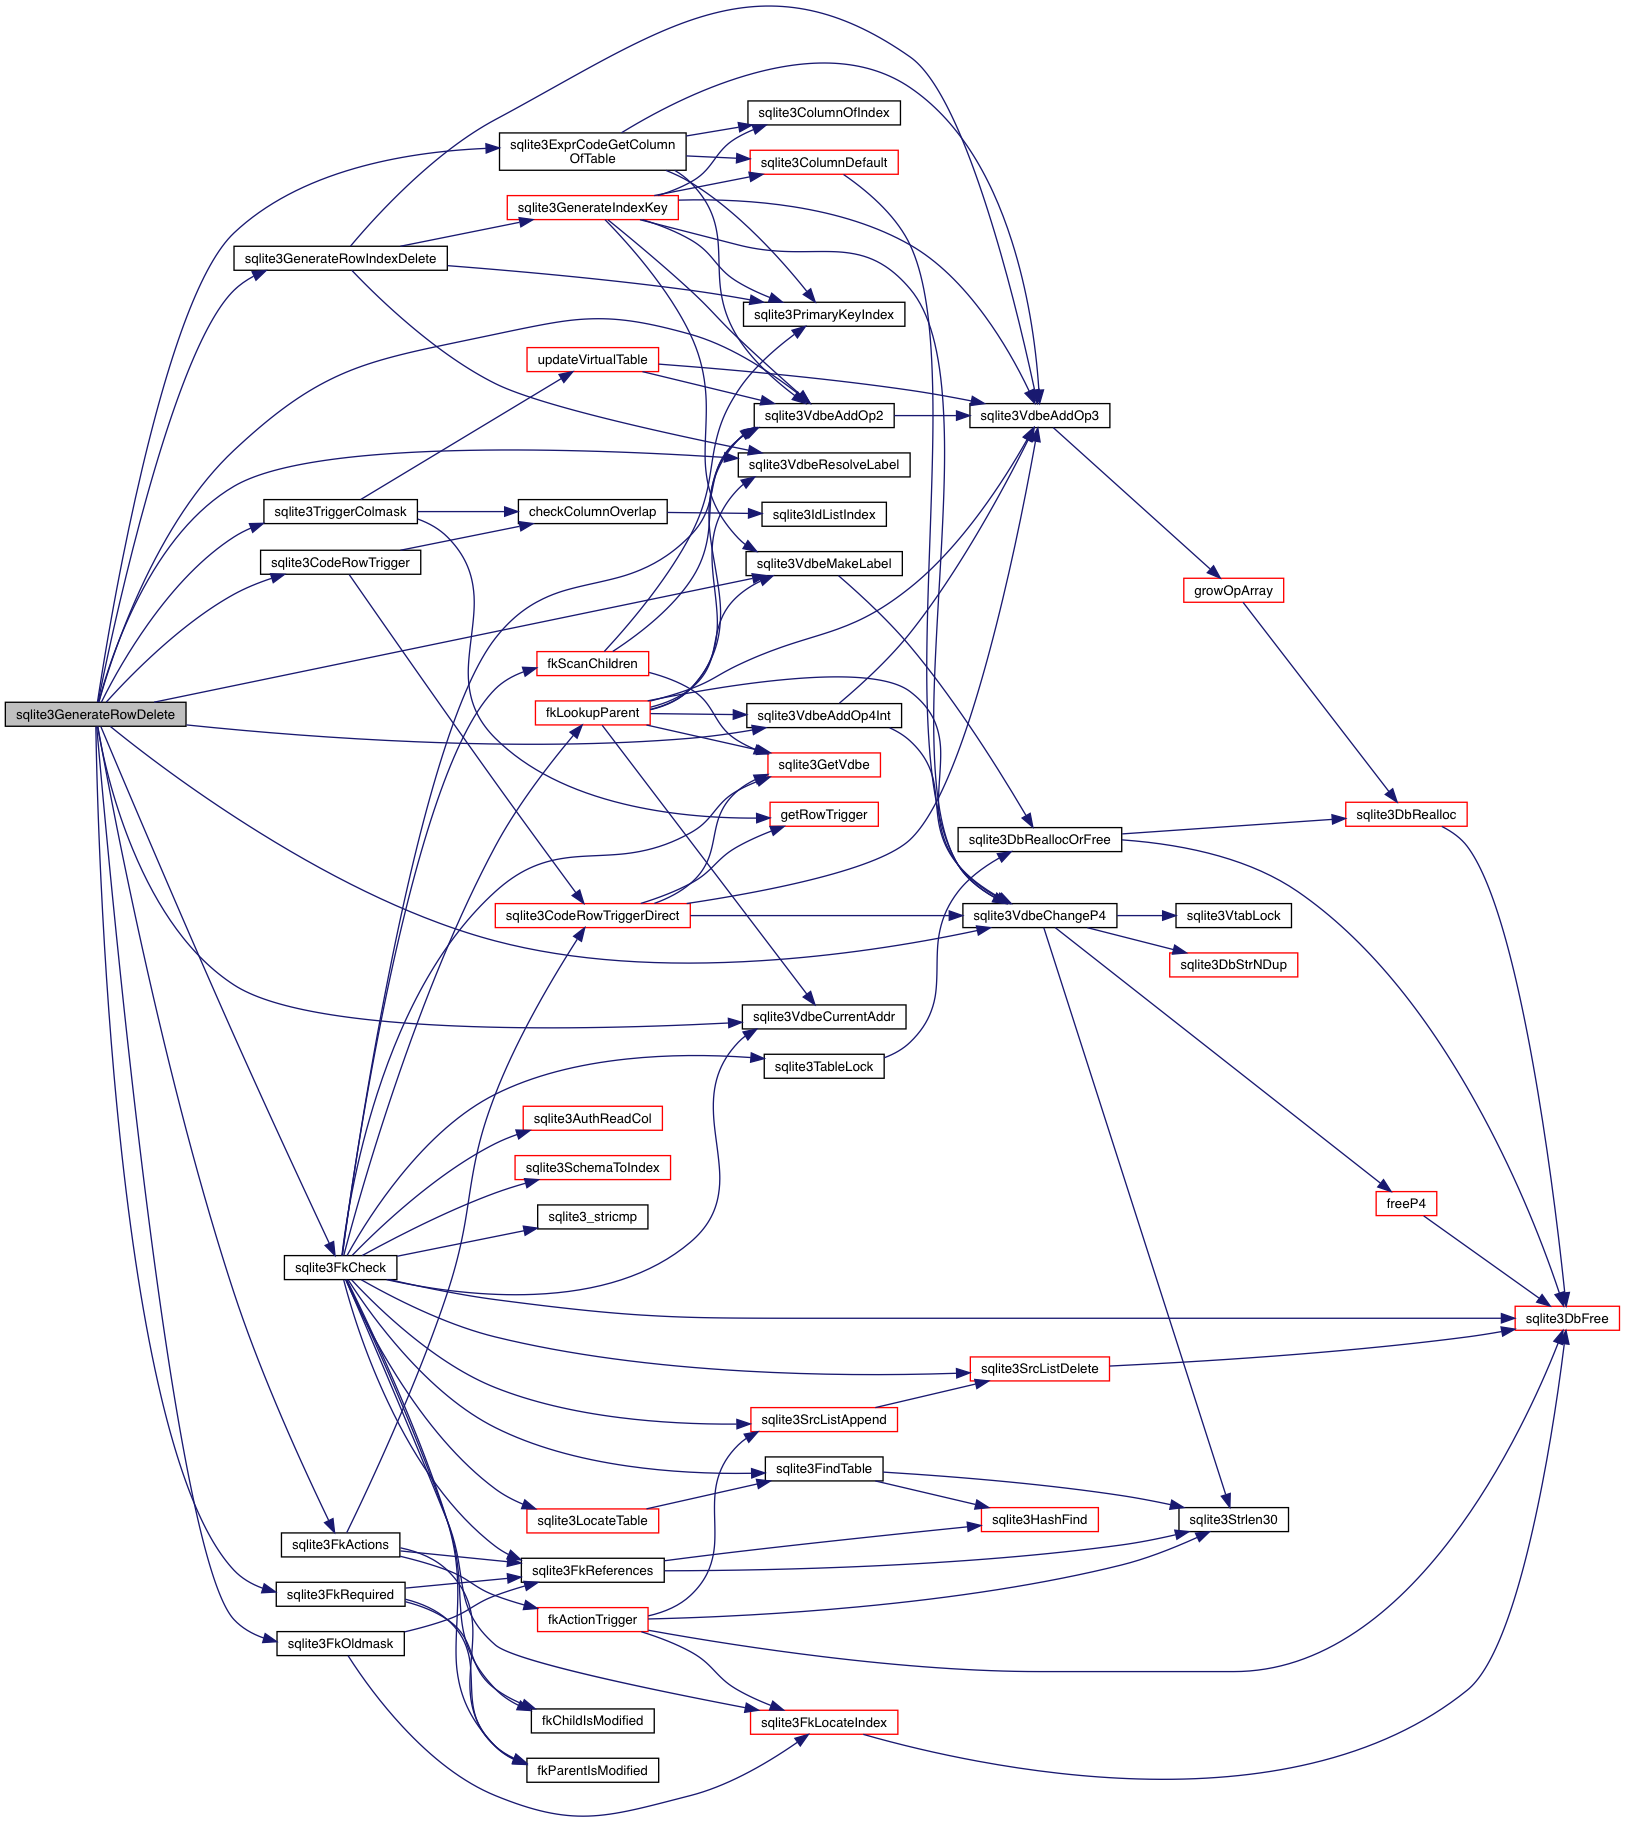 sqlite3ColumnOfIndex
sqlite3ExprCodeGetColumn
OfTable
sqlite3ColumnDefault
sqlite3GenerateIndexKey
sqlite3GenerateRowIndexDelete
sqlite3PrimaryKeyIndex
updateVirtualTable
sqlite3VdbeAddOp2
sqlite3VdbeAddOp3
sqlite3VdbeResolveLabel
sqlite3TriggerColmask
checkColumnOverlap
sqlite3IdListIndex
sqlite3CodeRowTrigger
sqlite3VdbeMakeLabel
growOpArray
fkScanChildren
sqlite3GenerateRowDelete
fkLookupParent
sqlite3VdbeAddOp4Int
sqlite3GetVdbe
getRowTrigger
sqlite3DbRealloc
sqlite3DbReallocOrFree
sqlite3CodeRowTriggerDirect
sqlite3VdbeChangeP4
sqlite3VtabLock
sqlite3DbStrNDup
sqlite3VdbeCurrentAddr
sqlite3TableLock
sqlite3AuthReadCol
sqlite3SchemaToIndex
freeP4
sqlite3_stricmp
sqlite3FkCheck
sqlite3DbFree
sqlite3SrcListDelete
sqlite3SrcListAppend
sqlite3FindTable
sqlite3LocateTable
sqlite3HashFind
sqlite3Strlen30
sqlite3FkActions
sqlite3FkReferences
sqlite3FkRequired
fkActionTrigger
sqlite3FkOldmask
fkChildIsModified
sqlite3FkLocateIndex
fkParentIsModified